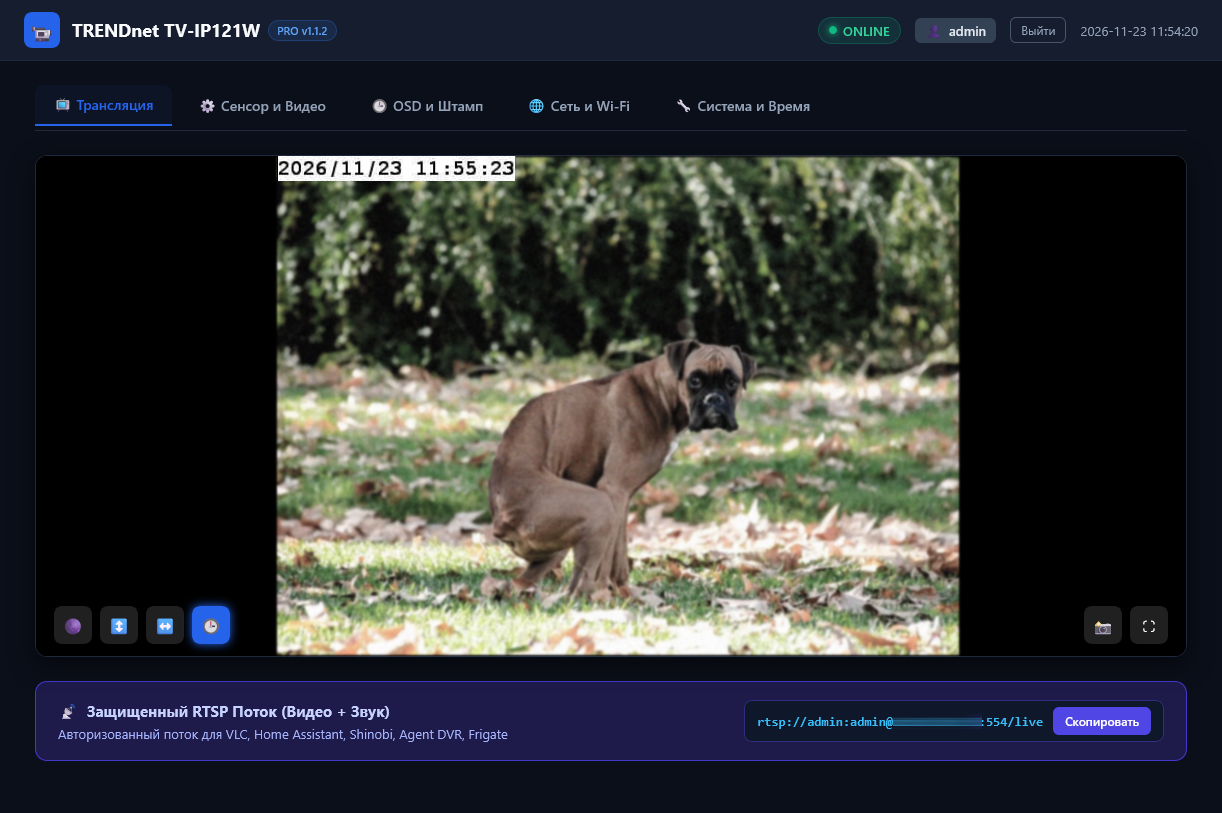 TRENDnet TV-IP121W PRO v1.1.2 ONLINE admin Выйти 2026-11-23 11:54:20
Трансляция Сенсор и Видео OSD и Штамп Сеть и Wi-Fi Система и Время
2026/11/23 11:55:23
Защищенный RTSP Поток (Видео + Звук)
Авторизованный поток для VLC, Home Assistant, Shinobi, Agent DVR, Frigate
rtsp://admin:admin@ :554/live Скопировать